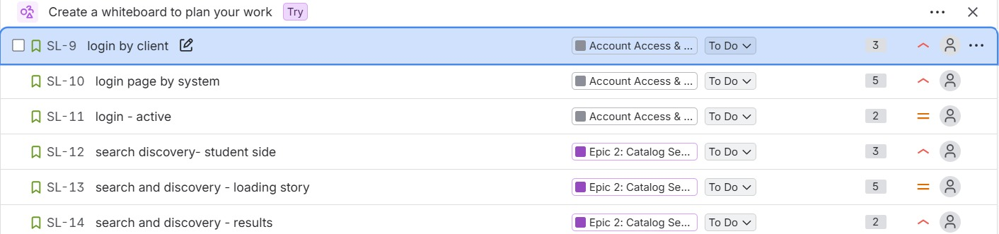 Create a whiteboard to plan your work Try
SL-9 login by client Account Access & ... To Do 3
SL-10 login page by system Account Access & ... To Do 5
SL-11 login - active Account Access & ... To Do 2
SL-12 search discovery- student side Epic 2: Catalog Se... To Do 3
SL-13 search and discovery - loading story Epic 2: Catalog Se... To Do 5
SL-14 search and discovery - results Epic 2: Catalog Se... To Do 2